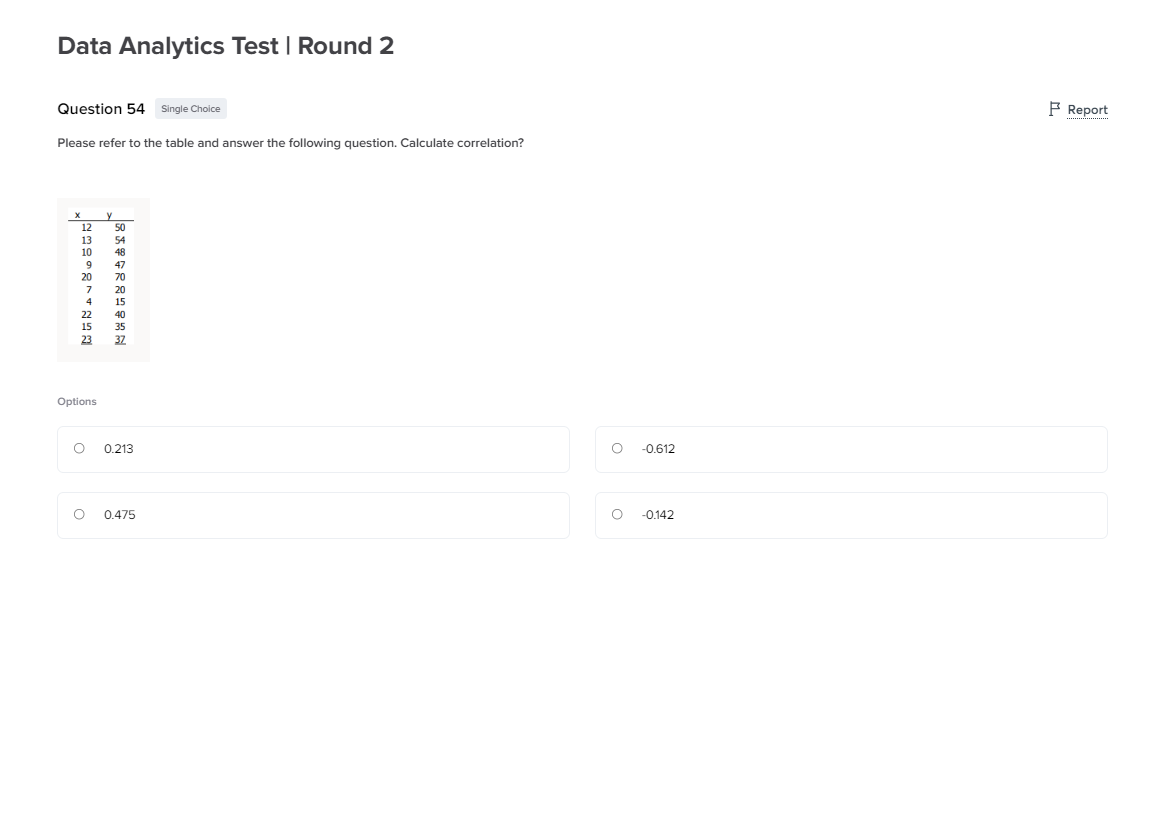 Data Analytics Test | Round 2
Question 54 Single Choice
Report
Please refer to the table and answer the following question. Calculate correlation?
x y
12 50
13 54
10 48
9 47
20 70
7 20
4 15
22 40
15 35
23 37
Options
0.213
-0.612
0.475
-0.142